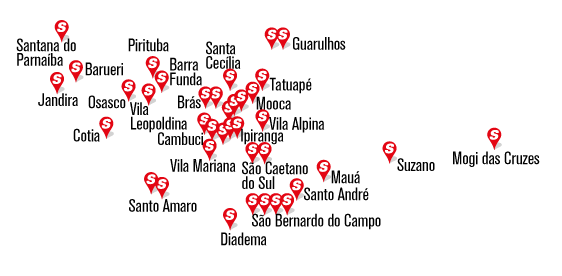 Santana do
Parnaíba
Pirituba
Santa
Cecília
Guarulhos
Barueri
Barra
Funda
Tatuapé
Jandira
Osasco
Vila
Leopoldina
Brás
Mooca
Cotia
Cambuci
Ipiranga
Vila Alpina
Vila Mariana
São Caetano
do Sul
Mauá
Suzano
Mogi das Cruzes
Santo Amaro
Santo André
São Bernardo do Campo
Diadema